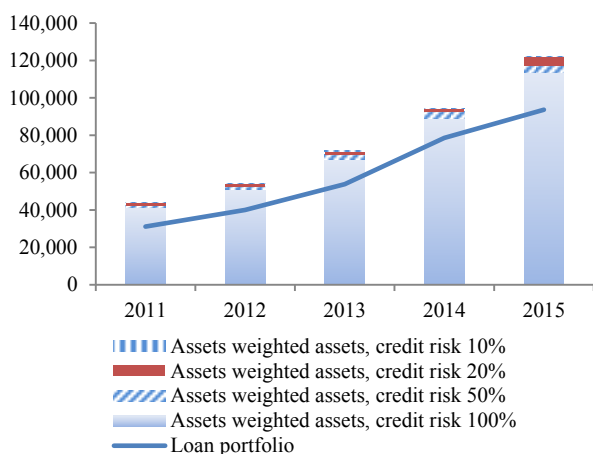 140,000
120,000
100,000
80,000
60,000
40,000
20,000
0
2011 2012 2013 2014 2015
Assets weighted assets, credit risk 10%
Assets weighted assets, credit risk 20%
Assets weighted assets, credit risk 50%
Assets weighted assets, credit risk 100%
Loan portfolio